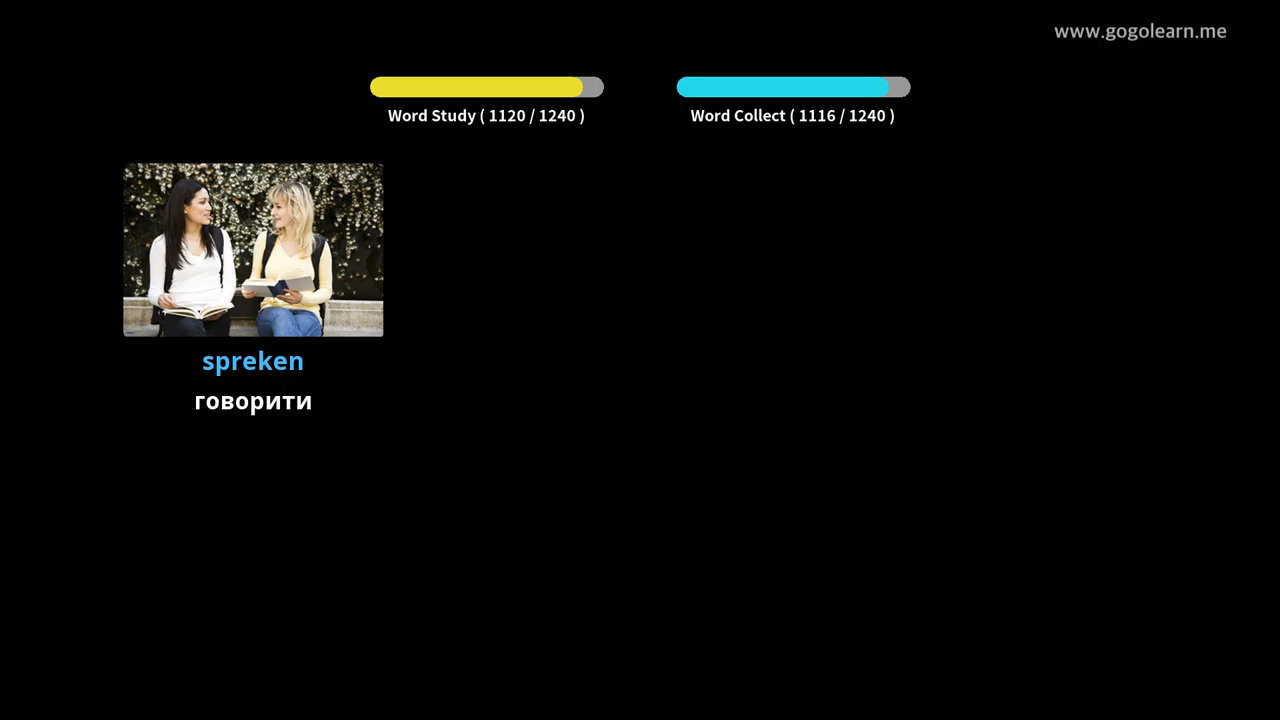 www.gogolearn.me
Word Study ( 1120 / 1240 )
Word Collect ( 1116 / 1240 )
spreken
говорити